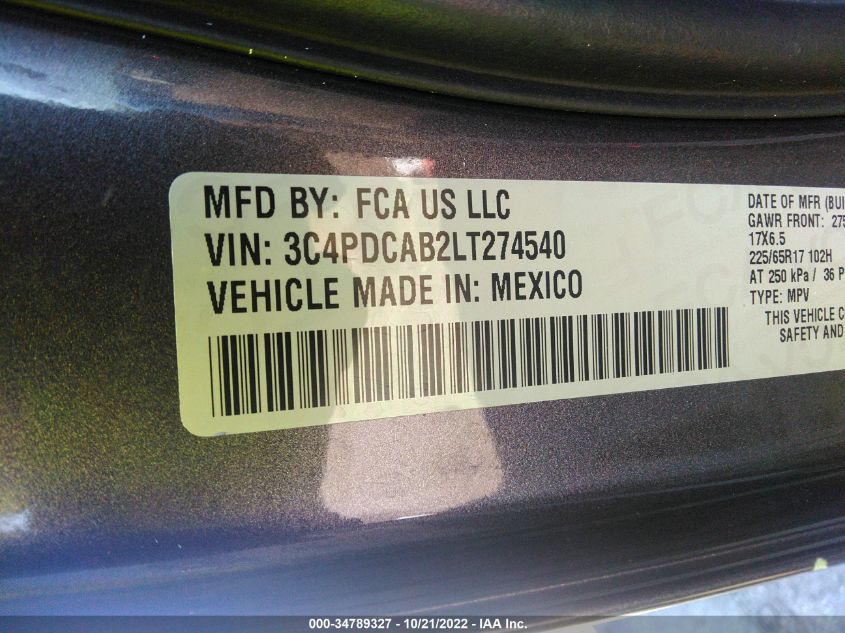 MFD BY: FCA US LLC
VIN: 3C4PDCAB2LT274540
VEHICLE MADE IN: MEXICO
DATE OF MFR (BUI
GAWR FRONT: 275
17X6.5
225/65R17 102H
AT 250 kPa / 36 P
TYPE: MPV
THIS VEHICLE C
SAFETY AND
000-34789327 - 10/21/2022 - IAA Inc.